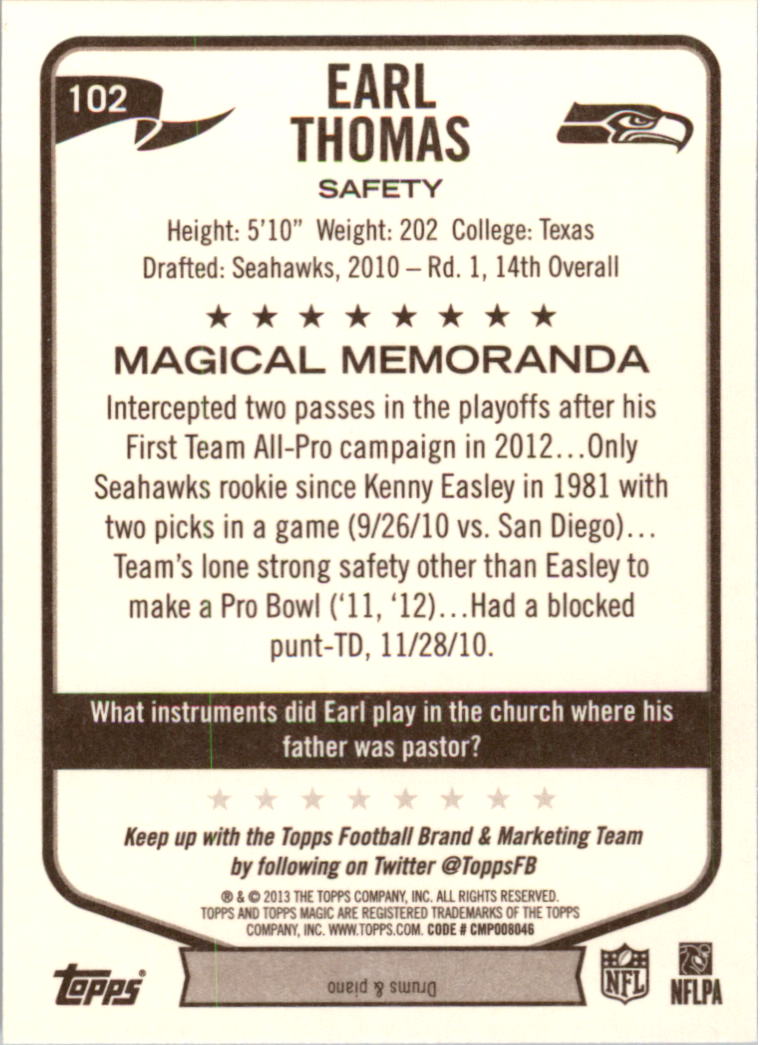 102
EARL
THOMAS
SAFETY
Height: 5'10” Weight: 202 College: Texas
Drafted: Seahawks, 2010 – Rd. 1, 14th Overall
★ ★ ★ ★ ★ ★ ★ ★
MAGICAL MEMORANDA
Intercepted two passes in the playoffs after his
First Team All-Pro campaign in 2012...Only
Seahawks rookie since Kenny Easley in 1981 with
two picks in a game (9/26/10 vs. San Diego)...
Team's lone strong safety other than Easley to
make a Pro Bowl (‘11, ‘12)...Had a blocked
punt-TD, 11/28/10.
What instruments did Earl play in the church where his
father was pastor?
★ ★ ★ ★ ★ ★ ★ ★
Keep up with the Topps Football Brand & Marketing Team
by following on Twitter @ToppsFB
® & © 2013 THE TOPPS COMPANY, INC. ALL RIGHTS RESERVED.
TOPPS AND TOPPS MAGIC ARE REGISTERED TRADEMARKS OF THE TOPPS
COMPANY, INC. WWW.TOPPS.COM. CODE # CMP008046
topps®
Drums & piano
NFL
NFLPA